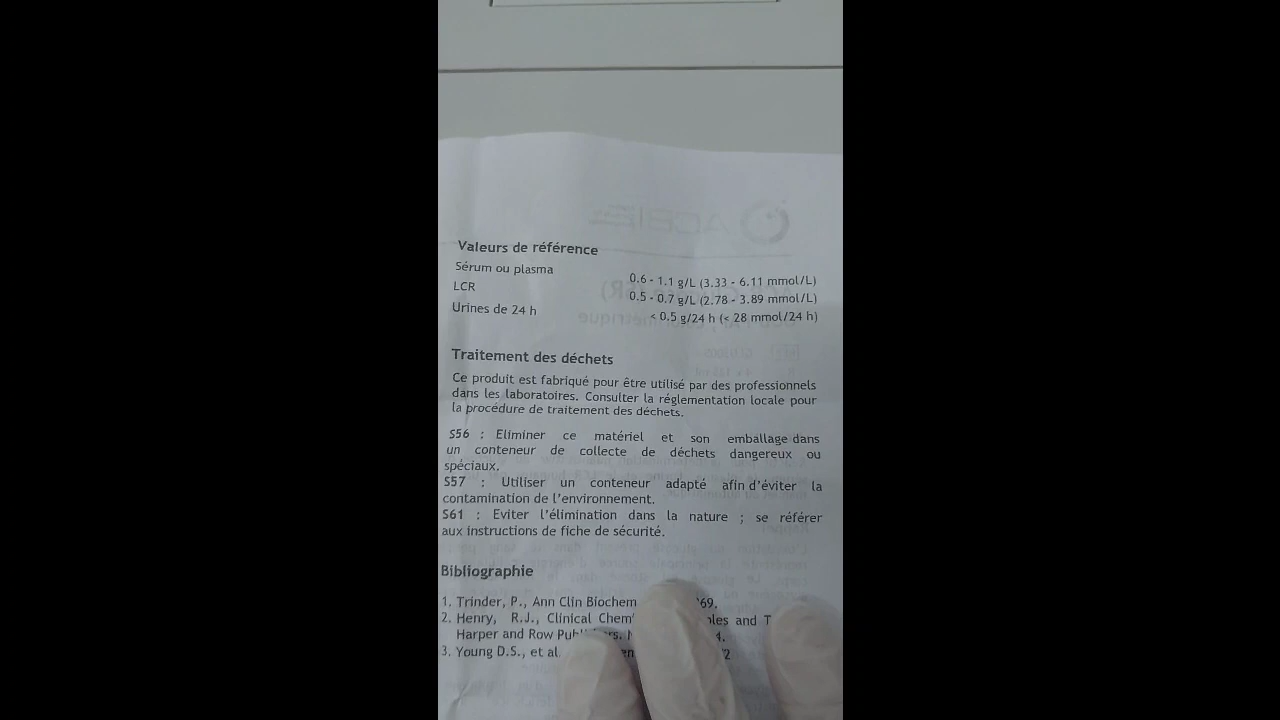 Valeurs de référence
Sérum ou plasma 0.6 - 1.1 g/L (3.33 - 6.11 mmol/L)
LCR 0.5 - 0.7 g/L (2.78 - 3.89 mmol/L)
Urines de 24 h < 0.5 g/24 h (< 28 mmol/24 h)
Traitement des déchets
Ce produit est fabriqué pour être utilisé par des professionnels
dans les laboratoires. Consulter la réglementation locale pour
la procédure de traitement des déchets.
S56 : Eliminer ce matériel et son emballage dans
un conteneur de collecte de déchets dangereux ou
spéciaux.
S57 : Utiliser un conteneur adapté afin d'éviter la
contamination de l'environnement.
S61 : Eviter l'élimination dans la nature ; se référer
aux instructions de fiche de sécurité.
Bibliographie
1. Trinder, P., Ann Clin Biochem 69.
2. Henry, R.J., Clinical and
Harper and Row
3. Young D.S., et al.